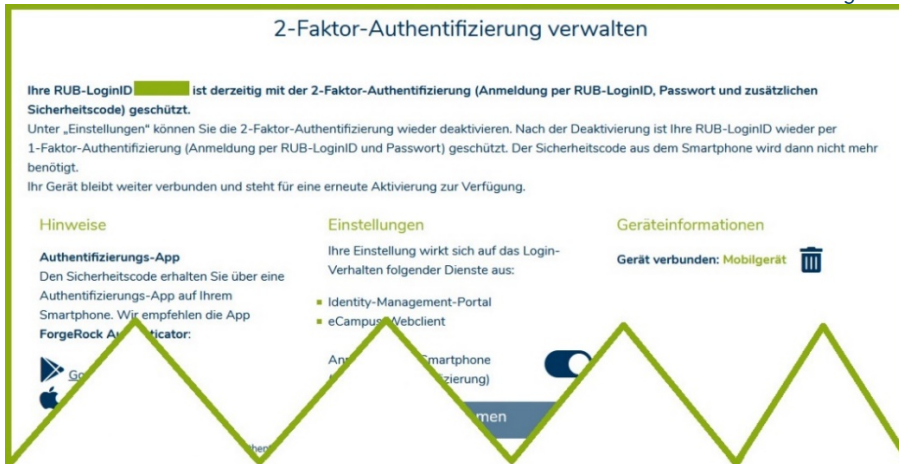 2-Faktor-Authentifizierung verwalten
Ihre RUB-LoginID ist derzeitig mit der 2-Faktor-Authentifizierung (Anmeldung per RUB-LoginID, Passwort und zusätzlichen
Sicherheitscode) geschützt.
Unter „Einstellungen" können Sie die 2-Faktor-Authentifizierung wieder deaktivieren. Nach der Deaktivierung ist Ihre RUB-LoginID wieder per
1-Faktor-Authentifizierung (Anmeldung per RUB-LoginID und Passwort) geschützt. Der Sicherheitscode aus dem Smartphone wird dann nicht mehr
benötigt.
Ihr Gerät bleibt weiter verbunden und steht für eine erneute Aktivierung zur Verfügung.
Hinweise
Authentifizierungs-App
Den Sicherheitscode erhalten Sie über eine
Authentifizierungs-App auf Ihrem
Smartphone. Wir empfehlen die App
ForgeRock
Einstellungen
Ihre Einstellung wirkt sich auf das Login-
Verhalten folgender Dienste aus:
Identity-Management-Portal
eCampus Webclient
Smartphone
Geräteinformationen
Gerät verbunden: Mobilgerät